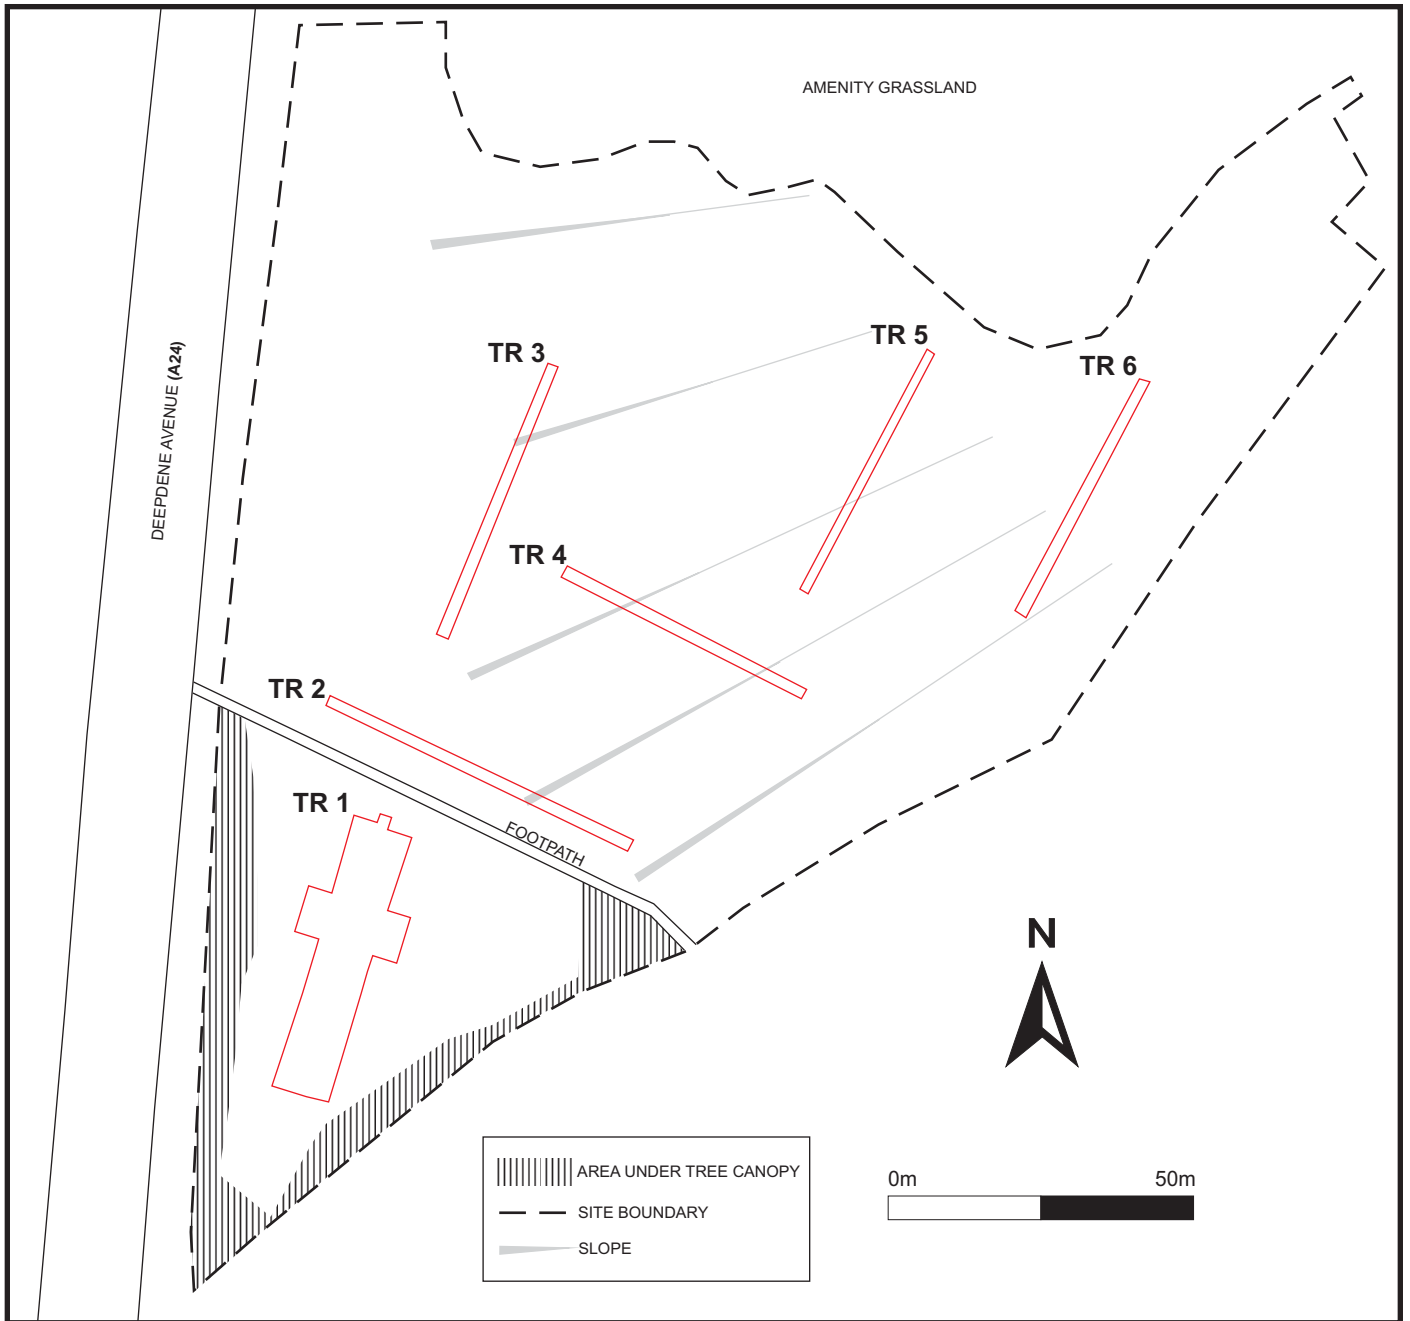 AMENITY GRASSLAND
DEEPDENE AVENUE (A24)
TR 3
TR 5
TR 6
TR 4
TR 2
TR 1
FOOTPATH
N
AREA UNDER TREE CANOPY
SITE BOUNDARY
SLOPE
0m 50m